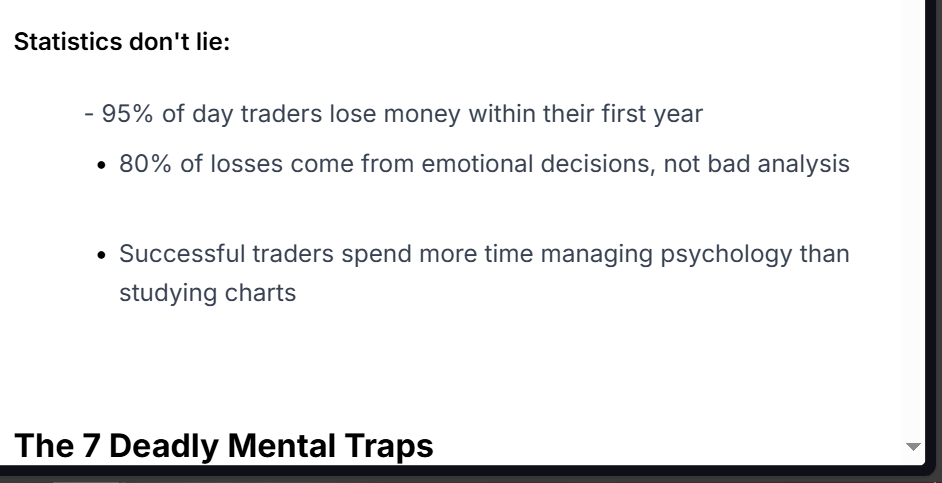 Statistics don't lie:
- 95% of day traders lose money within their first year
• 80% of losses come from emotional decisions, not bad analysis
• Successful traders spend more time managing psychology than
studying charts
The 7 Deadly Mental Traps